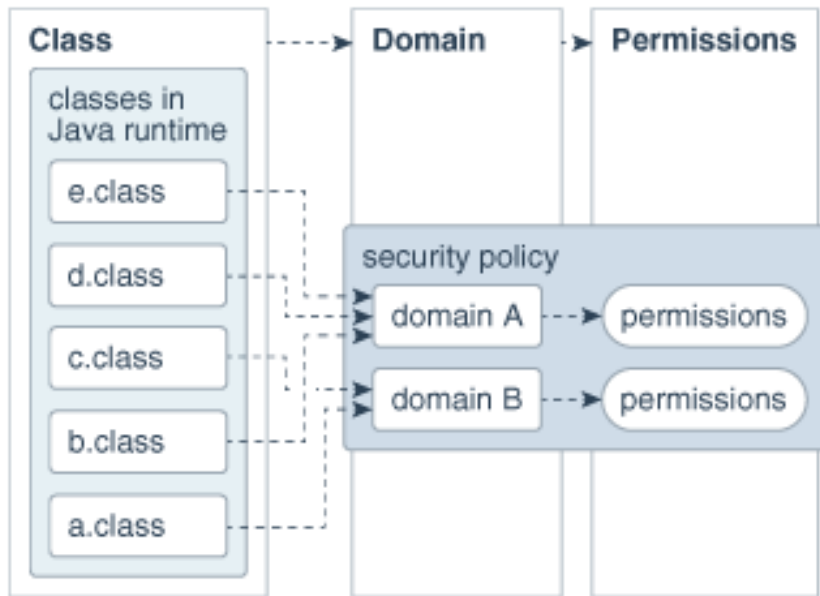 Class
Domain
Permissions
classes in
Java runtime
e.class
d.class
c.class
b.class
a.class
security policy
domain A
permissions
domain B
permissions